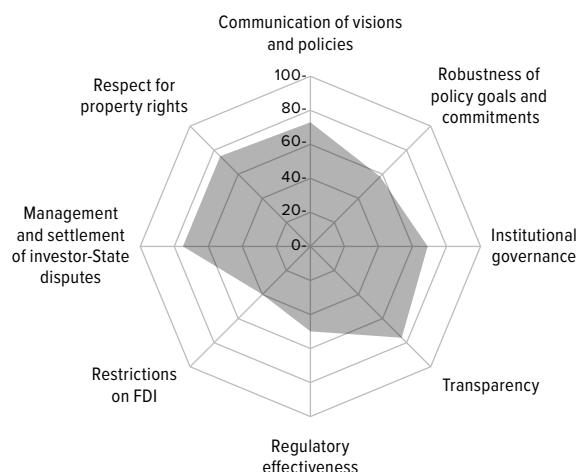 Communication of visions
and policies
Robustness of
policy goals and
commitments
Institutional
governance
Transparency
Regulatory
effectiveness
Restrictions
on FDI
Management
and settlement
of investor-State
disputes
Respect for
property rights
100-
80-
60-
40-
20-
0-